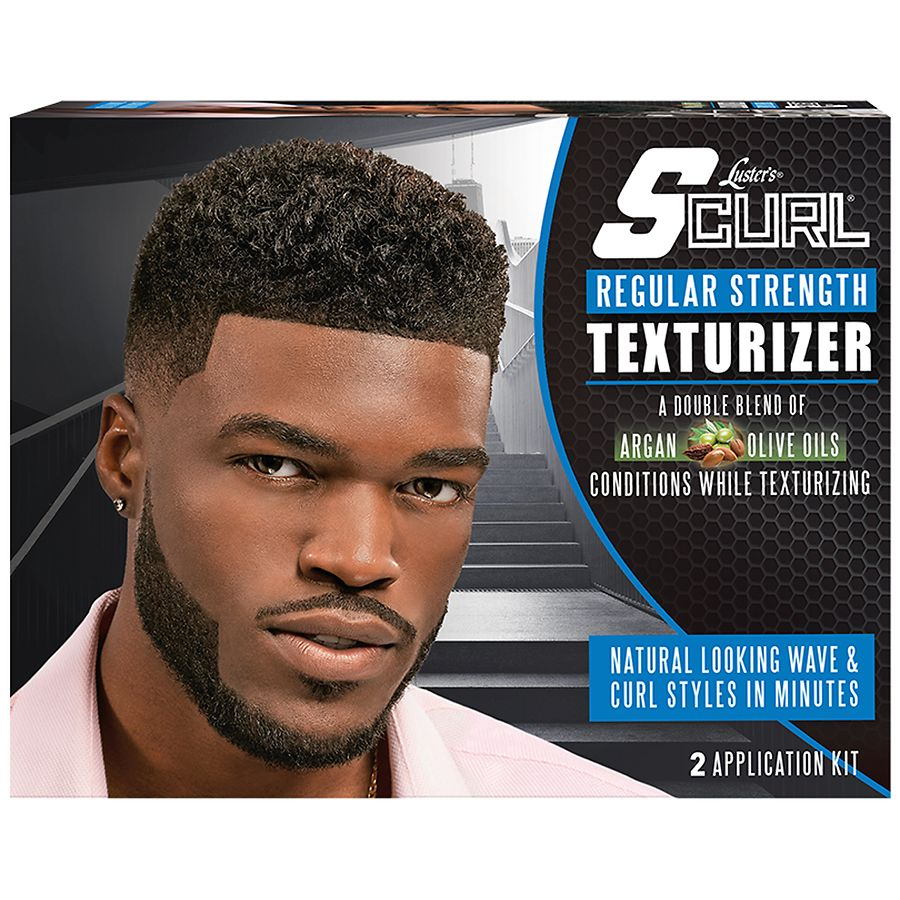 Luster's®
SCURL®
REGULAR STRENGTH
TEXTURIZER
A DOUBLE BLEND OF
ARGAN OLIVE OILS
CONDITIONS WHILE TEXTURIZING
NATURAL LOOKING WAVE &
CURL STYLES IN MINUTES
2 APPLICATION KIT